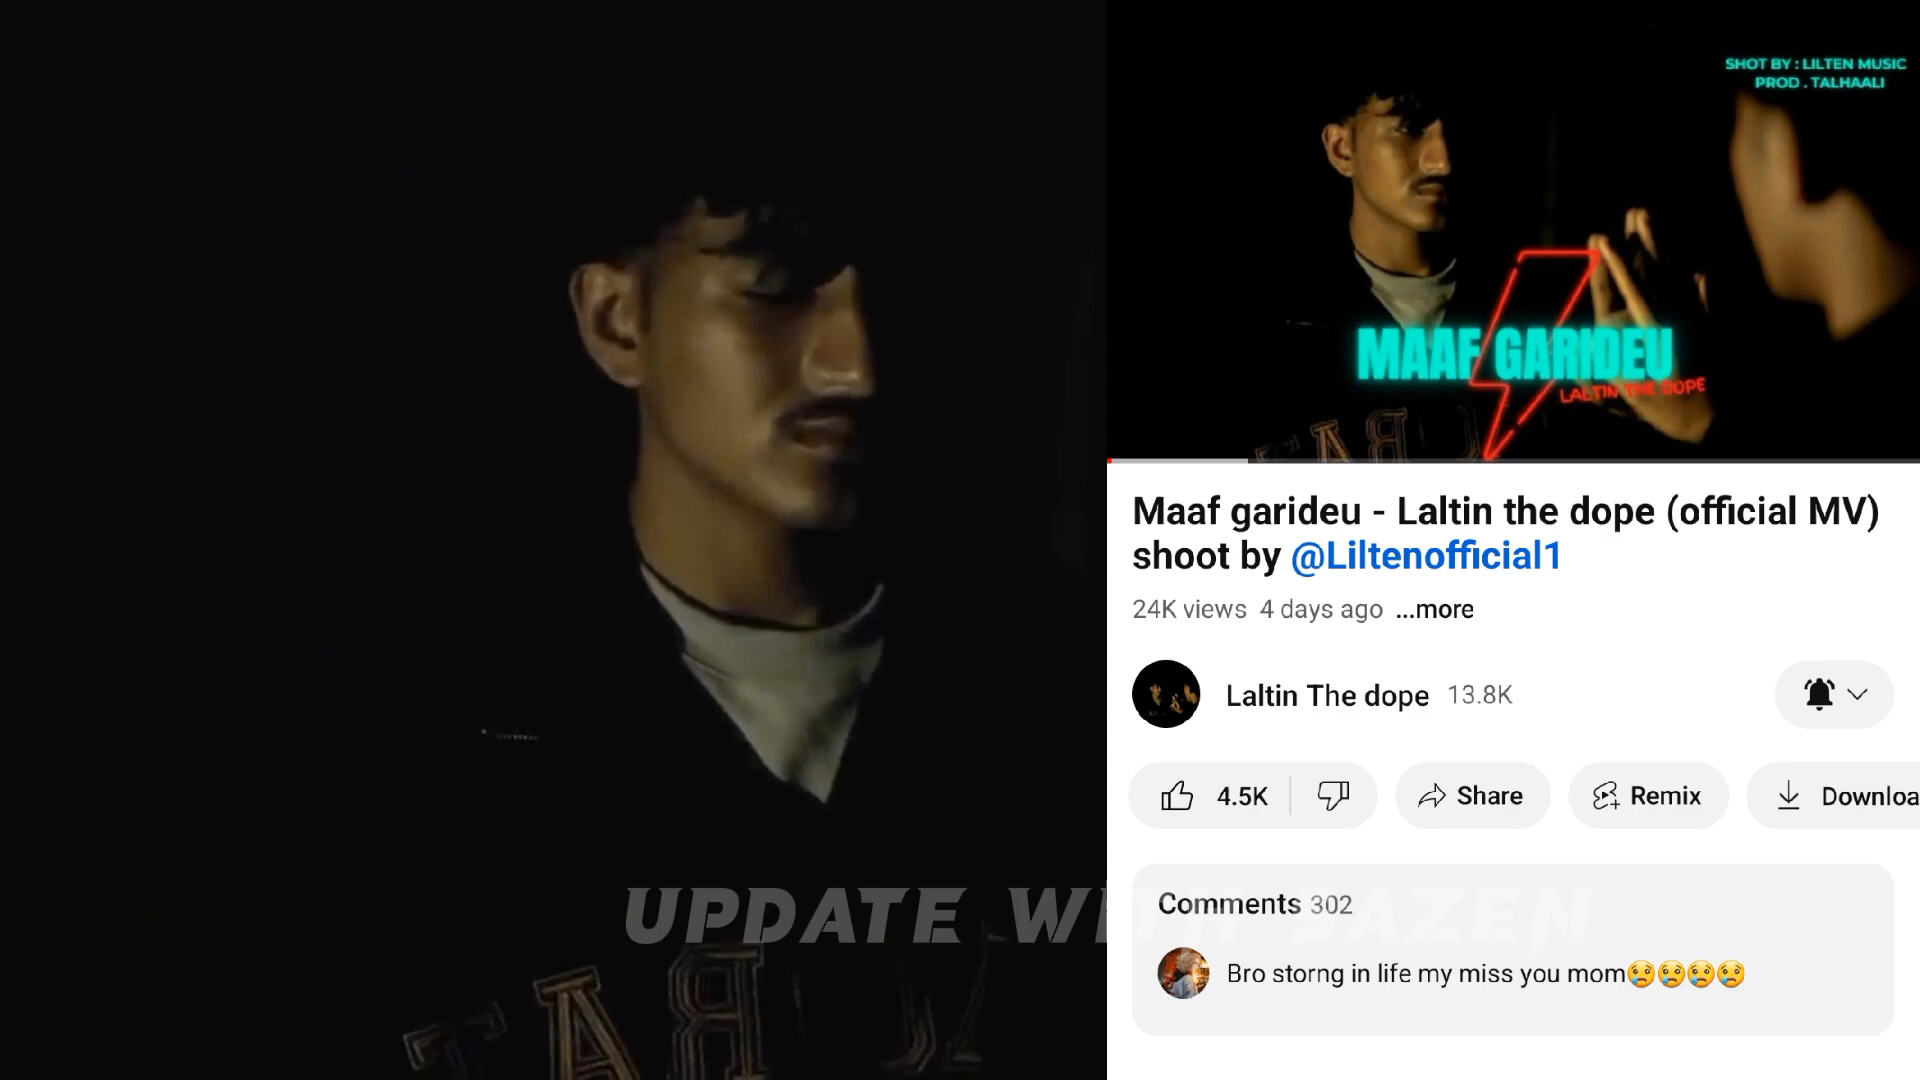 SHOT BY : LILTEN MUSIC
PROD . TALHAALI
MAAF GARIDEU
LALTIN THE DOPE
Maaf garideu - Laltin the dope (official MV)
shoot by @Liltenofficial1
24K views 4 days ago ...more
Laltin The dope 13.8K
4.5K Share Remix Downloa
UPDATE WITH SAZEN
Comments 302
Bro storng in life my miss you mom😢😢😢😢